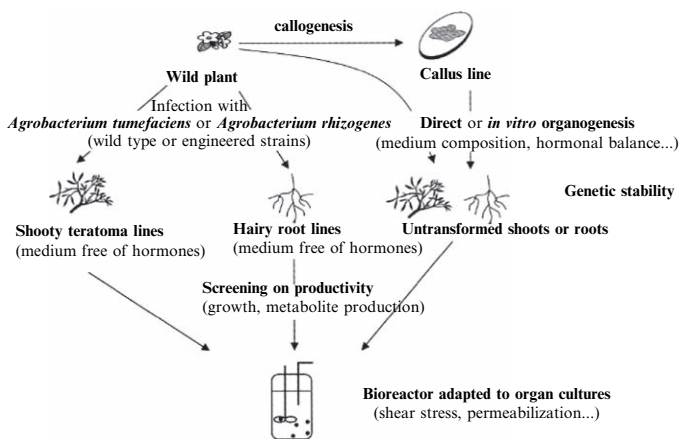 callogenesis
Wild plant
Callus line
Infection with
Agrobacterium tumefaciens or Agrobacterium rhizogenes
(wild type or engineered strains)
Direct or in vitro organogenesis
(medium composition, hormonal balance...)
Genetic stability
Shooty teratoma lines
(medium free of hormones)
Hairy root lines
(medium free of hormones)
Untransformed shoots or roots
Screening on productivity
(growth, metabolite production)
Bioreactor adapted to organ cultures
(shear stress, permeabilization...)